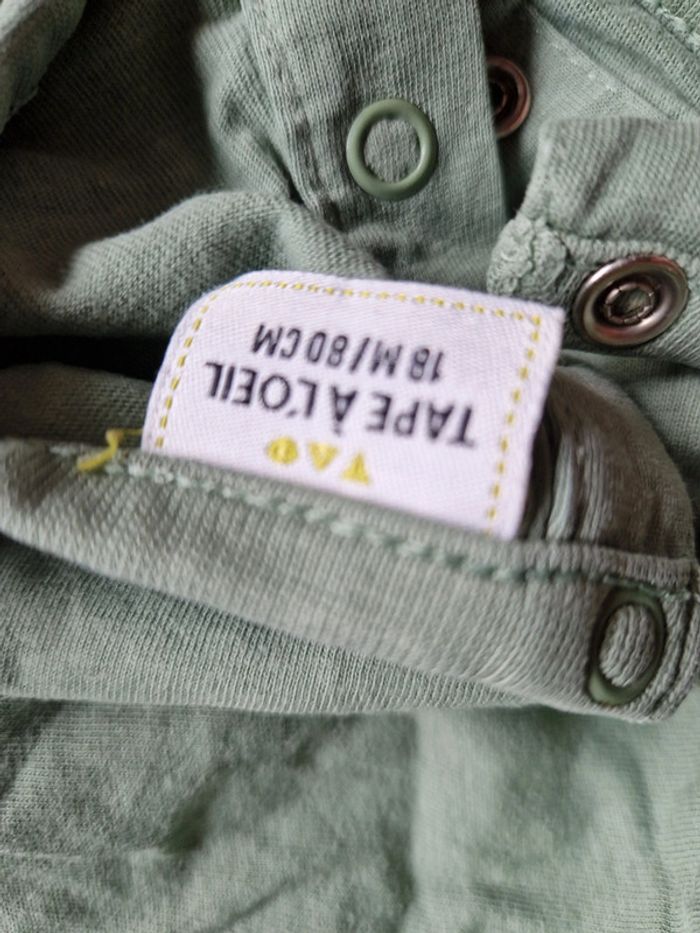 TAO
TAPE À L'OEIL
18 M/80 CM